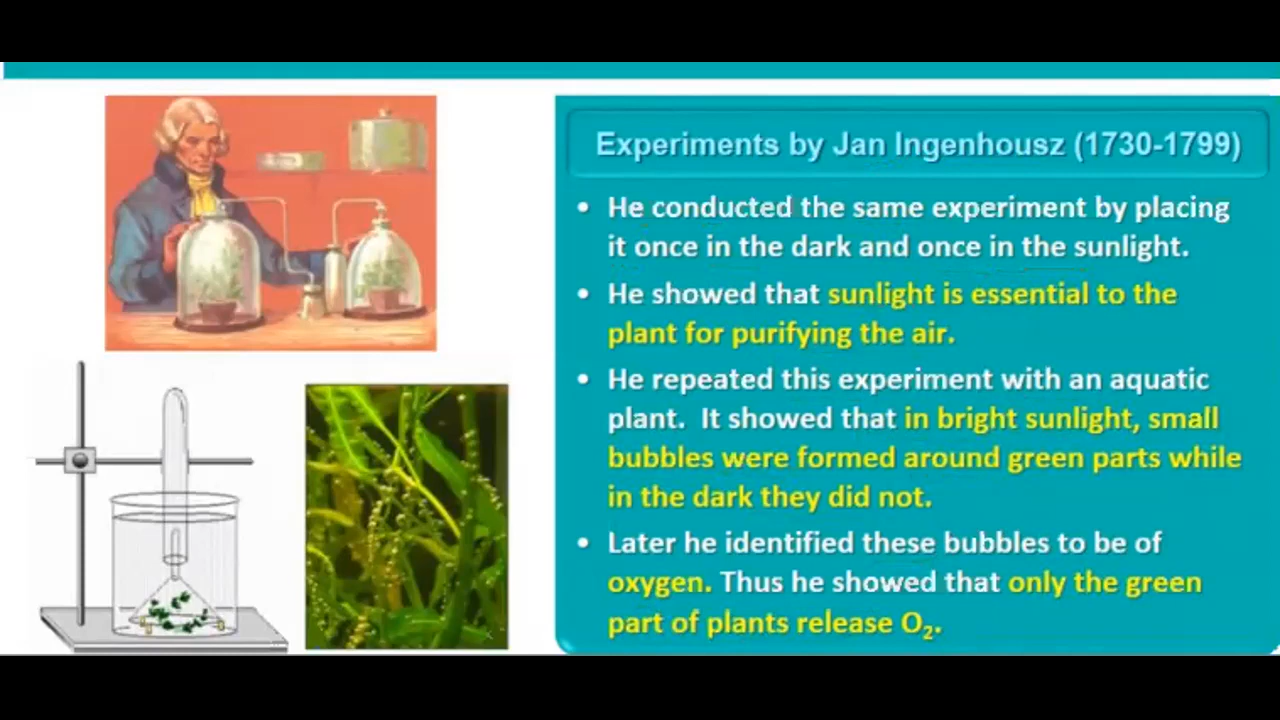 Experiments by Jan Ingenhousz (1730-1799)
• He conducted the same experiment by placing
it once in the dark and once in the sunlight.
• He showed that sunlight is essential to the
plant for purifying the air.
• He repeated this experiment with an aquatic
plant. It showed that in bright sunlight, small
bubbles were formed around green parts while
in the dark they did not.
• Later he identified these bubbles to be of
oxygen. Thus he showed that only the green
part of plants release O₂.